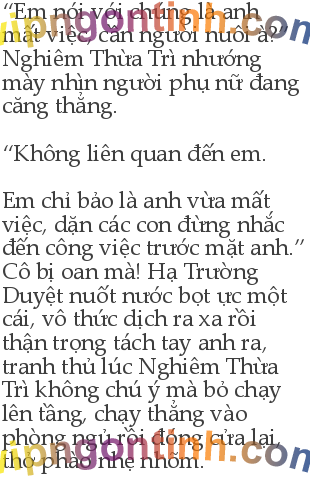 “Em nói với chúng là anh
mất việc, cần người nuôi à?”
Nghiêm Thừa Trì nhướng
mày nhìn người phụ nữ đang
căng thẳng.
“Không liên quan đến em.
Em chỉ bảo là anh vừa mất
việc, dặn các con đừng nhắc
đến công việc trước mặt anh.”
Cô bị oan mà! Hạ Trường
Duyệt nuốt nước bọt ực một
cái, vô thức dịch ra xa rồi
thận trọng tách tay anh ra,
tranh thủ lúc Nghiêm Thừa
Trì không chú ý mà bỏ chạy
lên tầng, chạy thẳng vào
phòng ngủ rồi đóng cửa lại,
thở phào nhẹ nhõm.
vipngontinh.com
vipngontinh.com